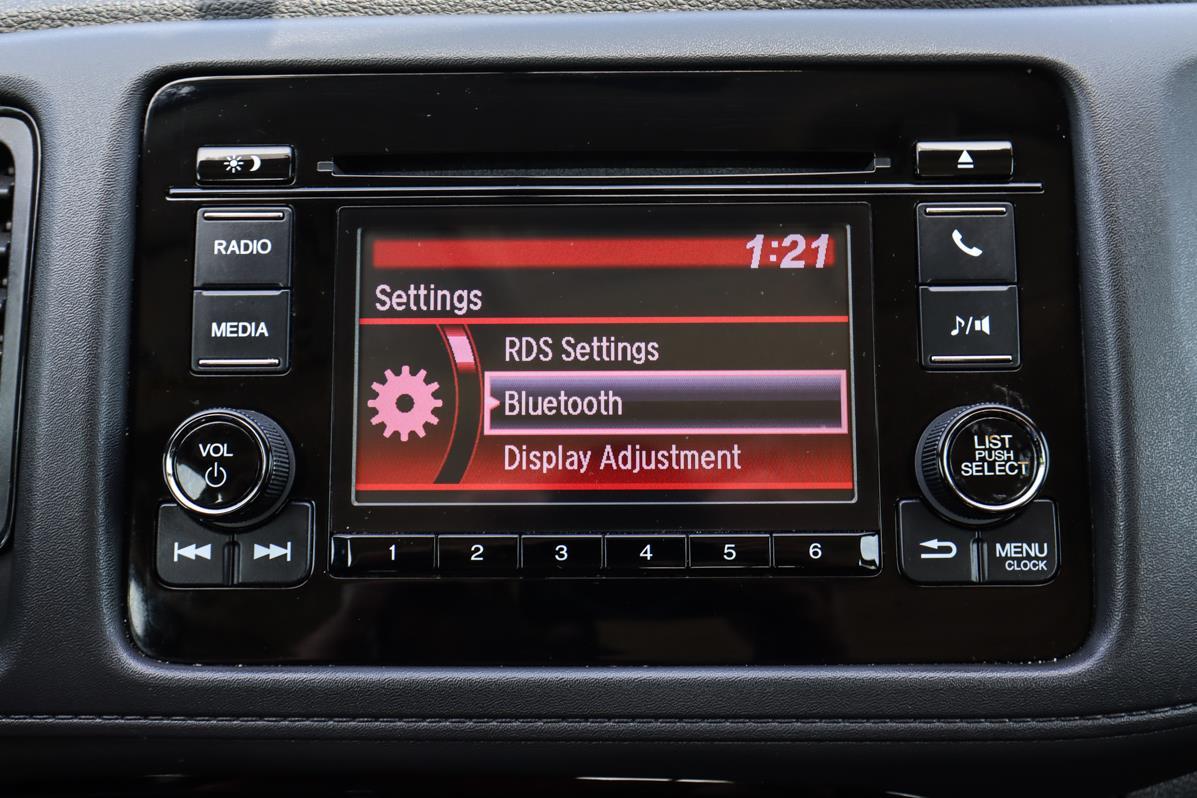 RADIO
MEDIA
VOL
1:21
Settings
RDS Settings
Bluetooth
Display Adjustment
1 2 3 4 5 6
LIST
PUSH
SELECT
MENU
CLOCK